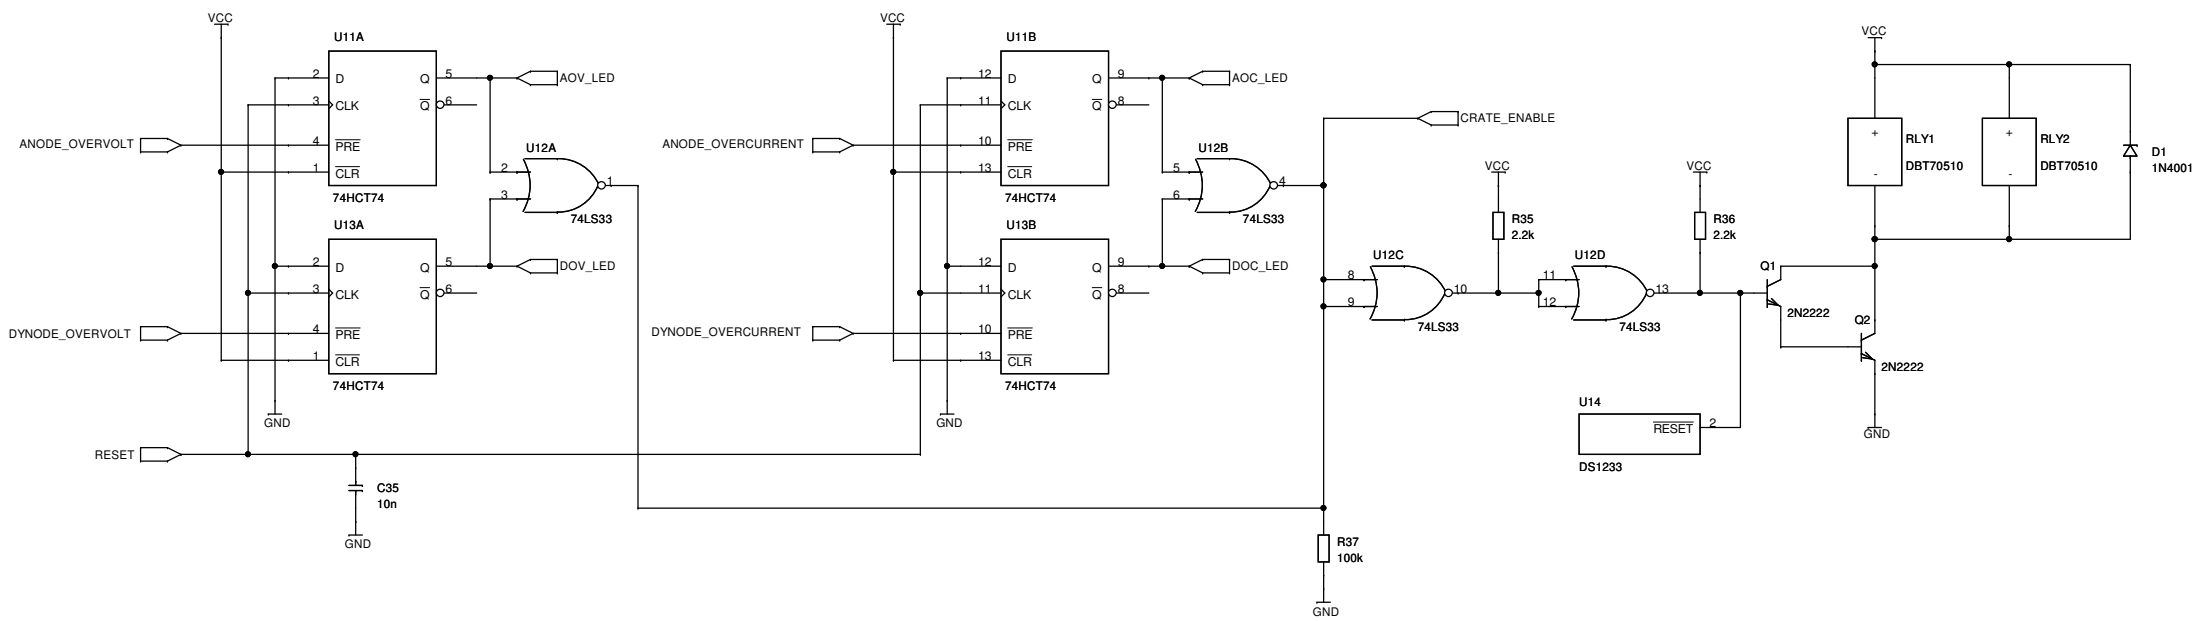 VCC
U11A
2
D
Q
5
AOV_LED
3
CLK
Q
6
ANODE_OVERVOLT
4
PRE
1
CLR
74HCT74
U12A
2
3
1
74LS33
U13A
2
D
Q
5
DOV_LED
3
CLK
Q
6
DYNODE_OVERVOLT
4
PRE
1
CLR
74HCT74
GND
RESET
C35
10n
GND
VCC
U11B
12
D
Q
9
AOC_LED
11
CLK
Q
8
ANODE_OVERCURRENT
10
PRE
13
CLR
74HCT74
U12B
5
6
4
74LS33
U13B
12
D
Q
9
DOC_LED
11
CLK
Q
8
DYNODE_OVERCURRENT
10
PRE
13
CLR
74HCT74
GND
CRATE_ENABLE
VCC
R35
2.2k
VCC
R36
2.2k
U12C
8
9
10
74LS33
U12D
11
12
13
74LS33
R37
100k
GND
U14
RESET
2
DS1233
Q1
2N2222
Q2
2N2222
GND
VCC
+
RLY1
DBT70510
-
+
RLY2
DBT70510
-
D1
1N4001